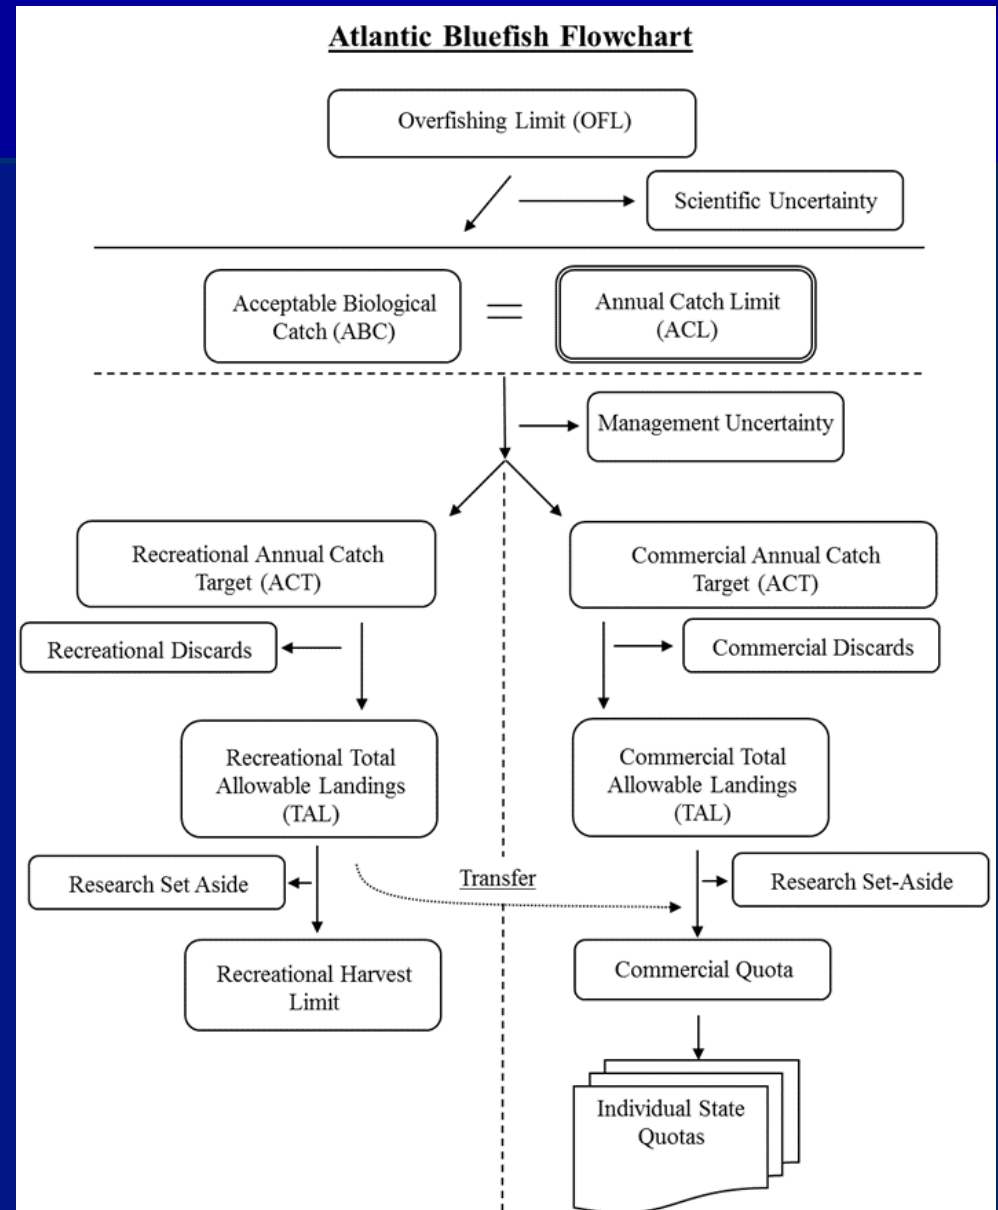 Atlantic Bluefish Flowchart
Overfishing Limit (OFL)
Scientific Uncertainty
Acceptable Biological
Catch (ABC)
=
Annual Catch Limit
(ACL)
Management Uncertainty
Recreational Annual Catch
Target (ACT)
Commercial Annual Catch
Target (ACT)
Recreational Discards
Commercial Discards
Recreational Total
Allowable Landings
(TAL)
Commercial Total
Allowable Landings
(TAL)
Research Set Aside
Transfer
Research Set-Aside
Recreational Harvest
Limit
Commercial Quota
Individual State
Quotas